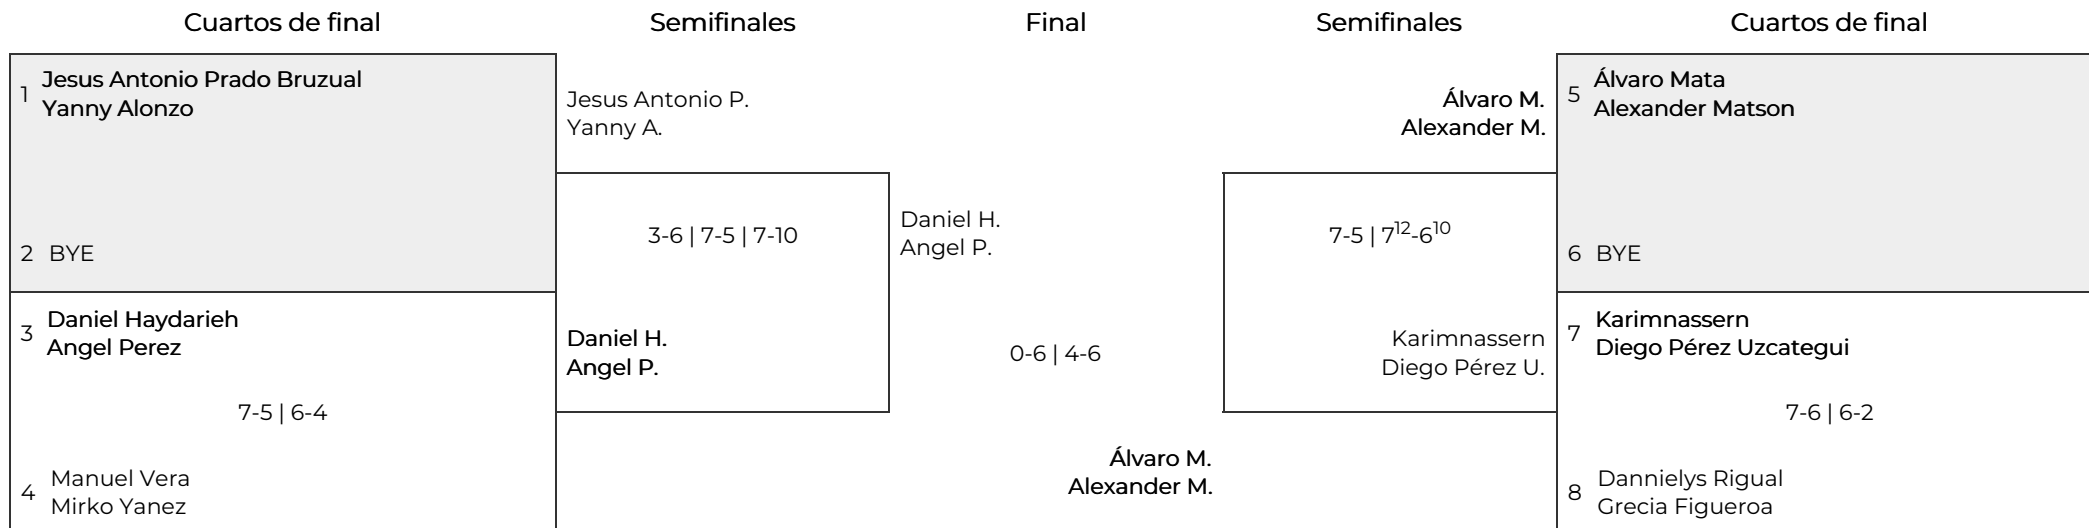 Cuartos de final
Semifinales
Final
Semifinales
Cuartos de final
1
Jesus Antonio Prado Bruzual
Yanny Alonzo
2
BYE
3
Daniel Haydarieh
Angel Perez
7-5 | 6-4
4
Manuel Vera
Mirko Yanez
Jesus Antonio P.
Yanny A.
3-6 | 7-5 | 7-10
Daniel H.
Angel P.
Daniel H.
Angel P.
0-6 | 4-6
Álvaro M.
Alexander M.
Álvaro M.
Alexander M.
7-5 | 7¹²-6¹⁰
Karimnassern
Diego Pérez U.
5
Álvaro Mata
Alexander Matson
6
BYE
7
Karimnassern
Diego Pérez Uzcategui
7-6 | 6-2
8
Dannielys Rigual
Grecia Figueroa